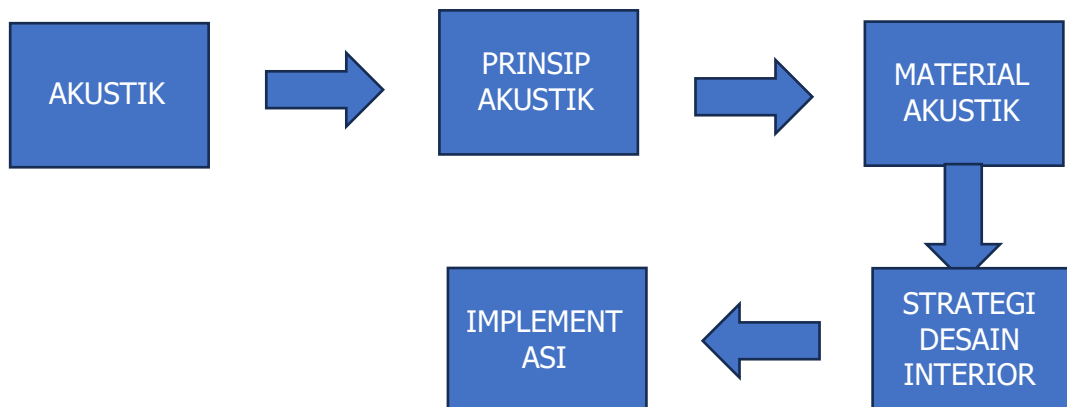 AKUSTIK
PRINSIP
AKUSTIK
MATERIAL
AKUSTIK
STRATEGI
DESAIN
INTERIOR
IMPLEMENT
ASI